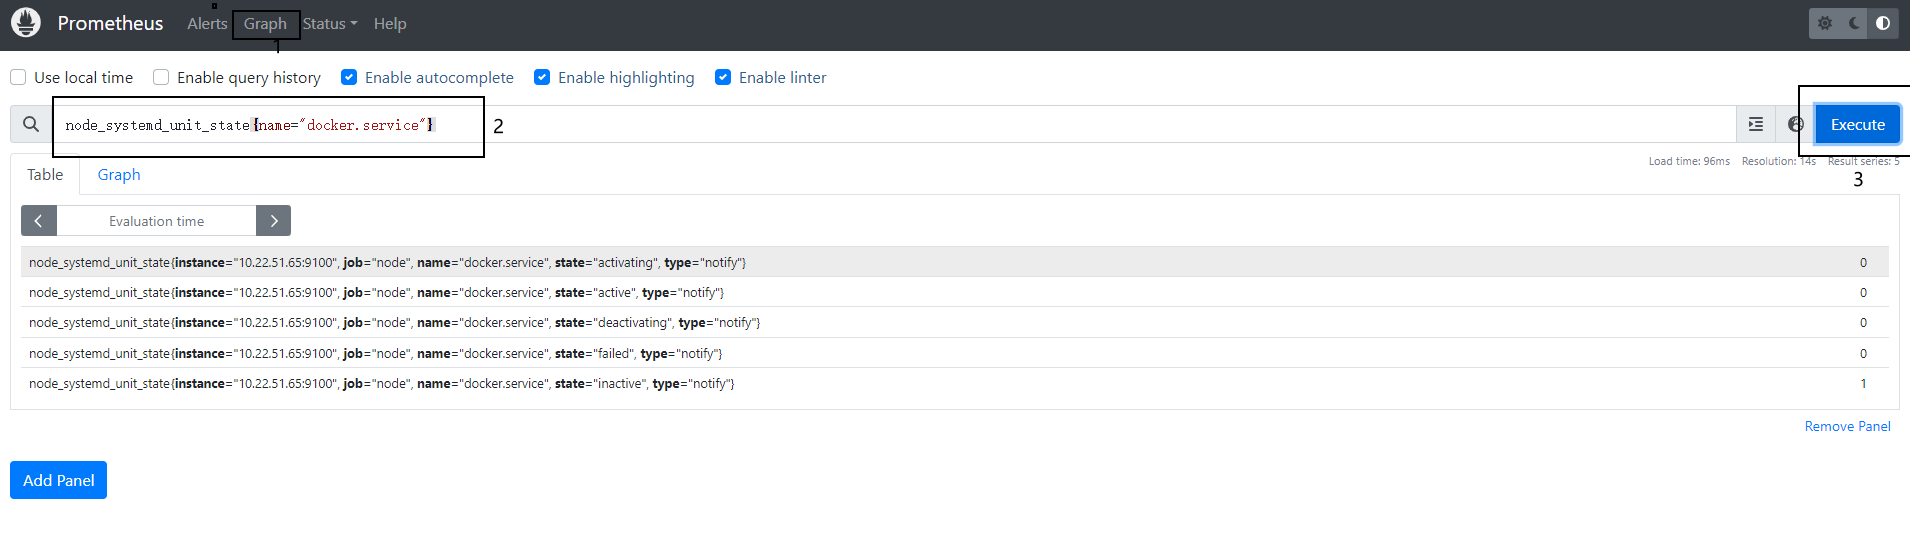 Prometheus Alerts Graph Status Help
1
Use local time Enable query history Enable autocomplete Enable highlighting Enable linter
node_systemd_unit_state{name="docker.service"} 2 Execute
Load time: 96ms Resolution: 14s Result series: 5
3
Table Graph
Evaluation time
node_systemd_unit_state{instance="10.22.51.65:9100", job="node", name="docker.service", state="activating", type="notify"} 0
node_systemd_unit_state{instance="10.22.51.65:9100", job="node", name="docker.service", state="active", type="notify"} 0
node_systemd_unit_state{instance="10.22.51.65:9100", job="node", name="docker.service", state="deactivating", type="notify"} 0
node_systemd_unit_state{instance="10.22.51.65:9100", job="node", name="docker.service", state="failed", type="notify"} 0
node_systemd_unit_state{instance="10.22.51.65:9100", job="node", name="docker.service", state="inactive", type="notify"} 1
Remove Panel
Add Panel